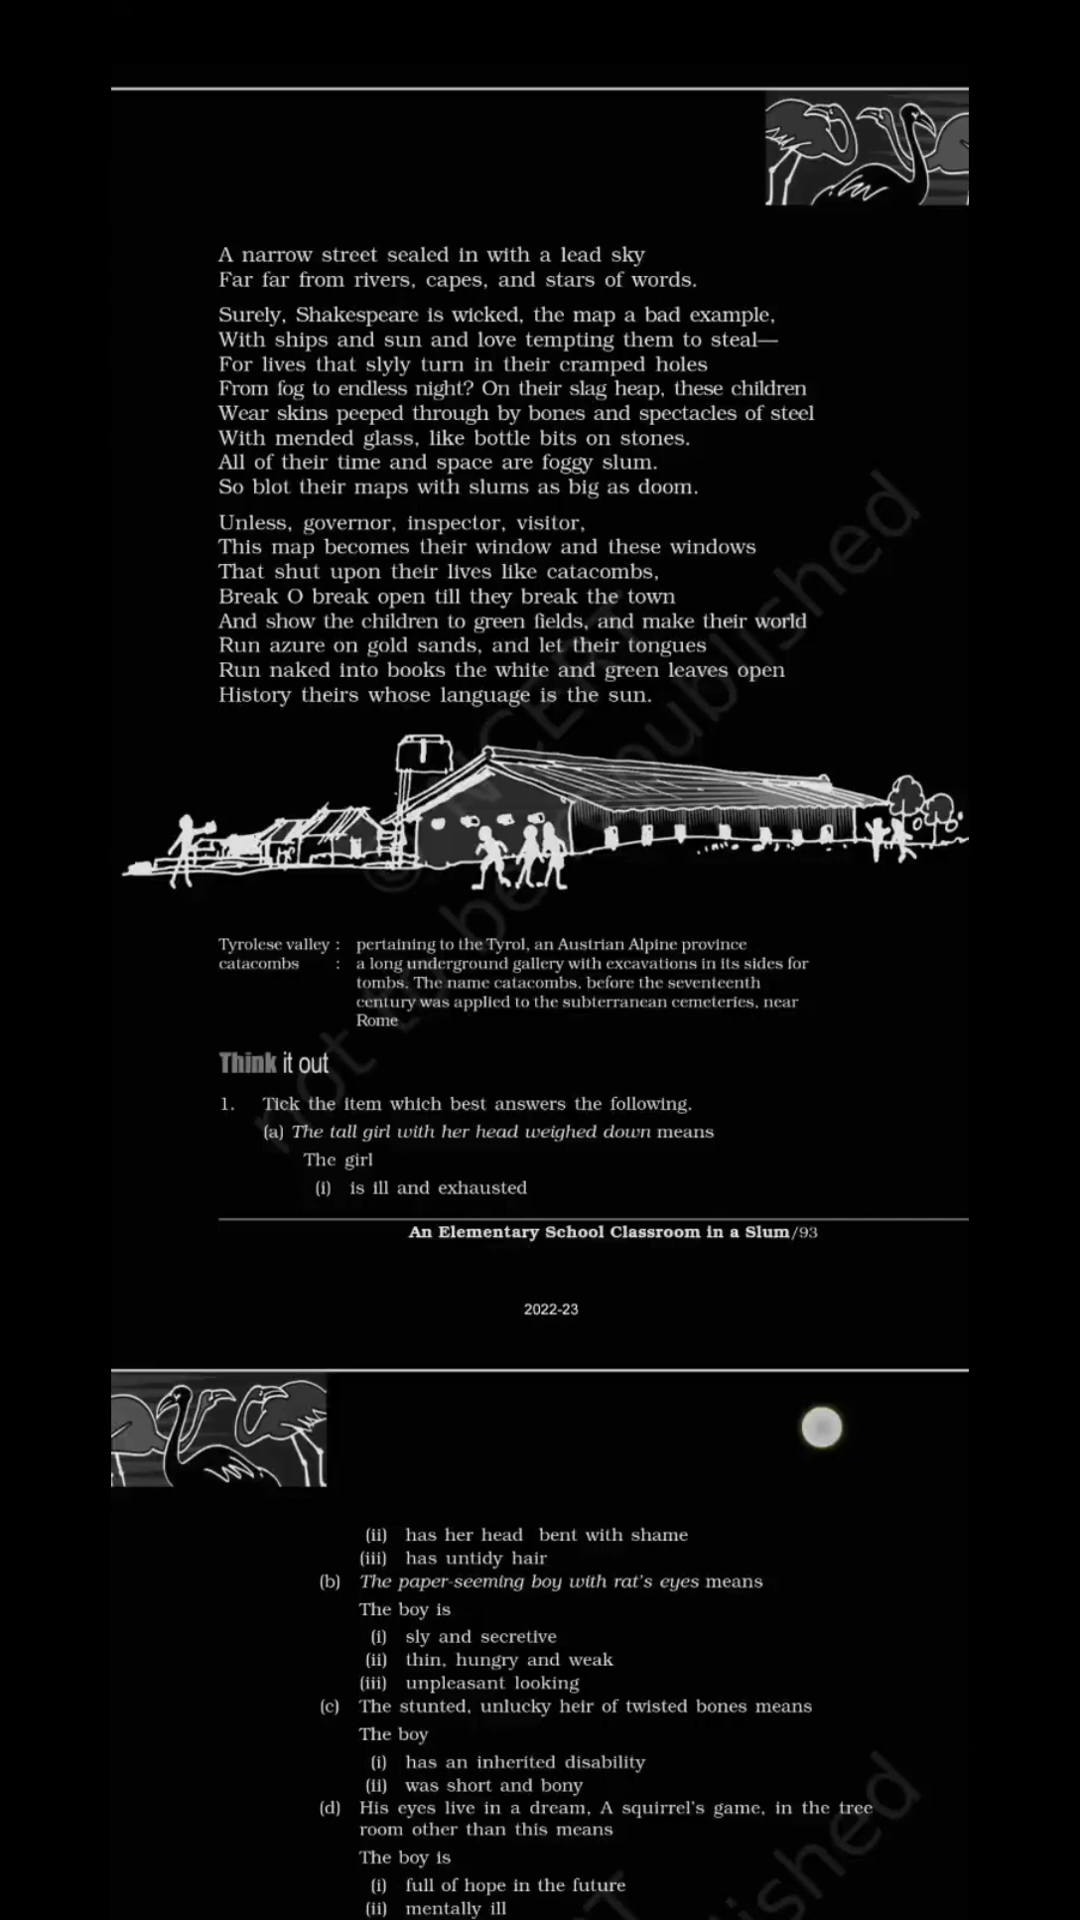 A narrow street sealed in with a lead sky
Far far from rivers, capes, and stars of words.
Surely, Shakespeare is wicked, the map a bad example,
With ships and sun and love tempting them to steal—
For lives that slyly turn in their cramped holes
From fog to endless night? On their slag heap, these children
Wear skins peeped through by bones and spectacles of steel
With mended glass, like bottle bits on stones.
All of their time and space are foggy slum.
So blot their maps with slums as big as doom.
Unless, governor, inspector, visitor,
This map becomes their window and these windows
That shut upon their lives like catacombs,
Break O break open till they break the town
And show the children to green fields, and make their world
Run azure on gold sands, and let their tongues
Run naked into books the white and green leaves open
History theirs whose language is the sun.
Tyrolese valley : pertaining to the Tyrol, an Austrian Alpine province
catacombs : a long underground gallery with excavations in its sides for
tombs. The name catacombs, before the seventeenth
century was applied to the subterranean cemeteries, near
Rome
Think it out
1. Tick the item which best answers the following.
(a) The tall girl with her head weighed down means
The girl
(i) is ill and exhausted
An Elementary School Classroom in a Slum/93
2022-23
(ii) has her head bent with shame
(iii) has untidy hair
(b) The paper-seeming boy with rat's eyes means
The boy is
(i) sly and secretive
(ii) thin, hungry and weak
(iii) unpleasant looking
(c) The stunted, unlucky heir of twisted bones means
The boy
(i) has an inherited disability
(ii) was short and bony
(d) His eyes live in a dream, A squirrel's game, in the tree
room other than this means
The boy is
(i) full of hope in the future
(ii) mentally ill
© NCERT
not to be republished